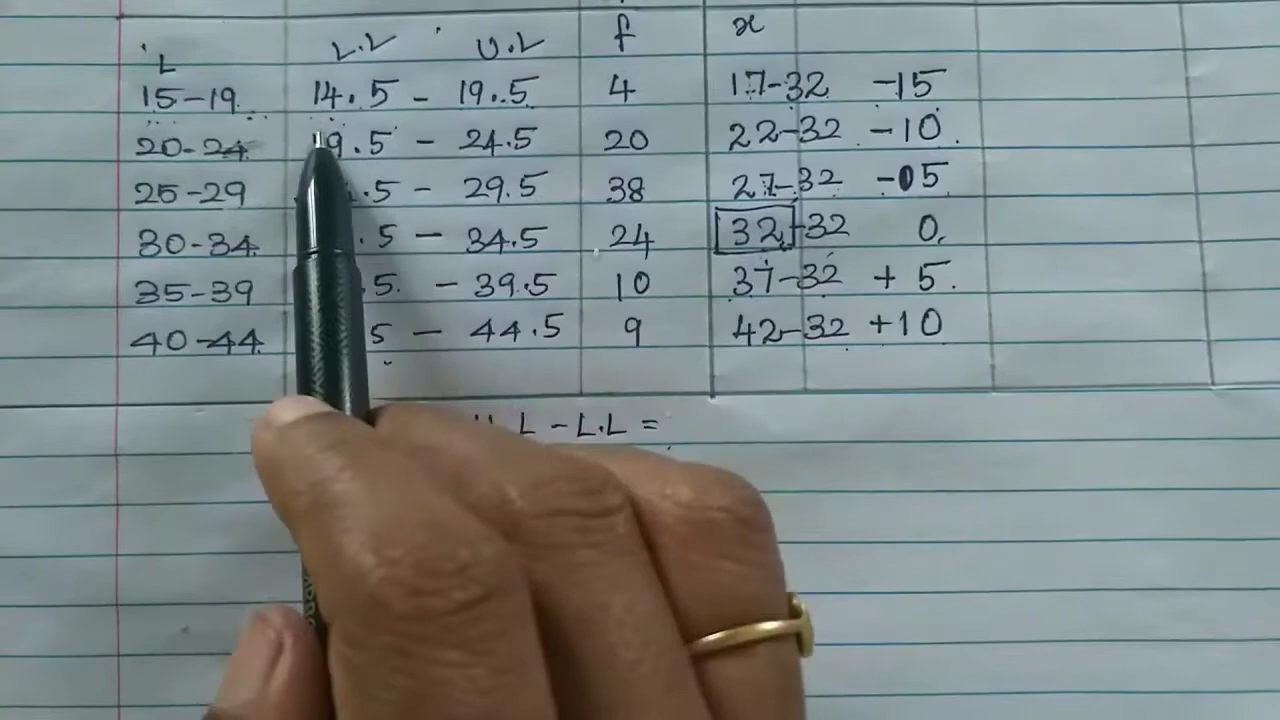 L L.L U.L f x
15-19 14.5 - 19.5 4 17-32 -15
20-24 19.5 - 24.5 20 22-32 -10
25-29 .5 - 29.5 38 27-32 -05
30-34 .5 - 34.5 24 32-32 0
35-39 5 - 39.5 10 37-32 +5
40-44 5 - 44.5 9 42-32 +10
L - L.L =